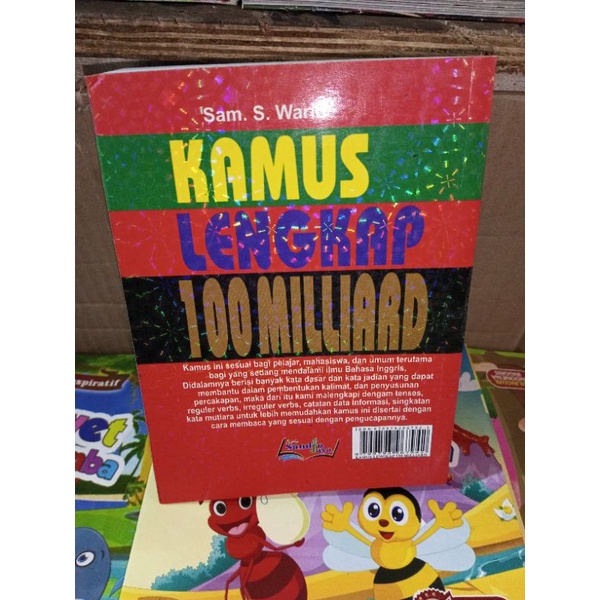 Sam. S. War
KAMUS
LENGKAP
100 MILLIARD
Kamus ini sesuai bagi pelajar, mahasiswa, dan umum terutama
bagi yang sedang mendalami ilmu Bahasa Inggris,
Didalamnya berisi banyak kata dasar dan kata jadian yang dapat
membantu dalam pembentukan kalimat, dan penyusunan
percakapan, maka dari itu kami melengkapi dengan tensos,
reguler verbs, irreguler verbs, catatan data informasi, singkatan
kata mutiara untuk lebih memudahkan kamus ini disertai dengan
cara membaca yang sesuai dengan pengucapannya.